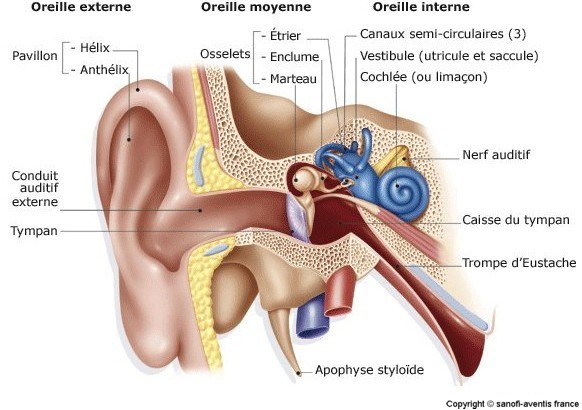 Oreille externe
Oreille moyenne
Oreille interne
Pavillon
- Hélix
- Anthélix
Osselets
- Étrier
- Enclume
- Marteau
Canaux semi-circulaires (3)
Vestibule (utricule et saccule)
Cochlée (ou limaçon)
Nerf auditif
Conduit
auditif
externe
Tympan
Caisse du tympan
Trompe d'Eustache
Apophyse styloïde
Copyright © sanofi-aventis france